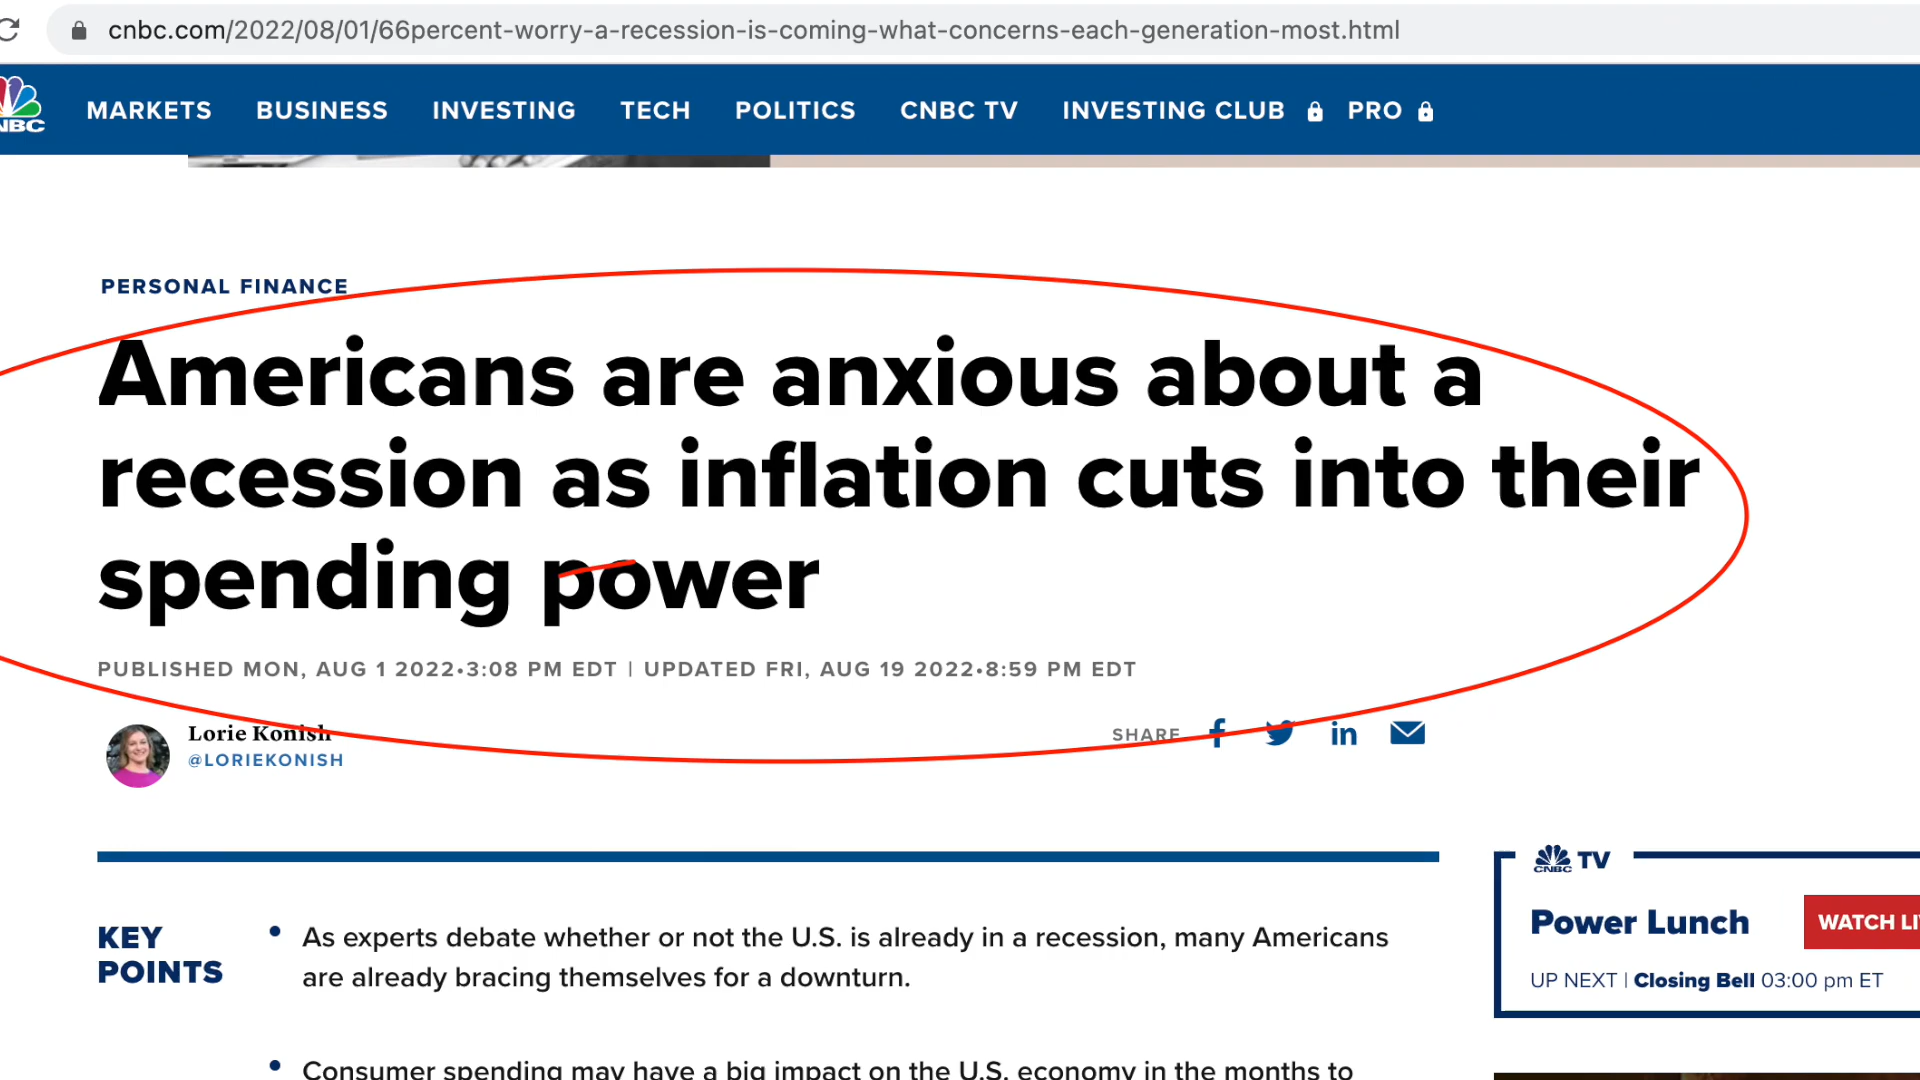 cnbc.com/2022/08/01/66percent-worry-a-recession-is-coming-what-concerns-each-generation-most.html
MARKETS BUSINESS INVESTING TECH POLITICS CNBC TV INVESTING CLUB PRO
PERSONAL FINANCE
Americans are anxious about a
recession as inflation cuts into their
spending power
PUBLISHED MON, AUG 1 2022•3:08 PM EDT | UPDATED FRI, AUG 19 2022•8:59 PM EDT
Lorie Konish
@LORIEKONISH
SHARE
KEY
POINTS
• As experts debate whether or not the U.S. is already in a recession, many Americans
are already bracing themselves for a downturn.
• Consumer spending may have a big impact on the U.S. economy in the months to
CNBC TV
Power Lunch
WATCH
UP NEXT | Closing Bell 03:00 pm ET